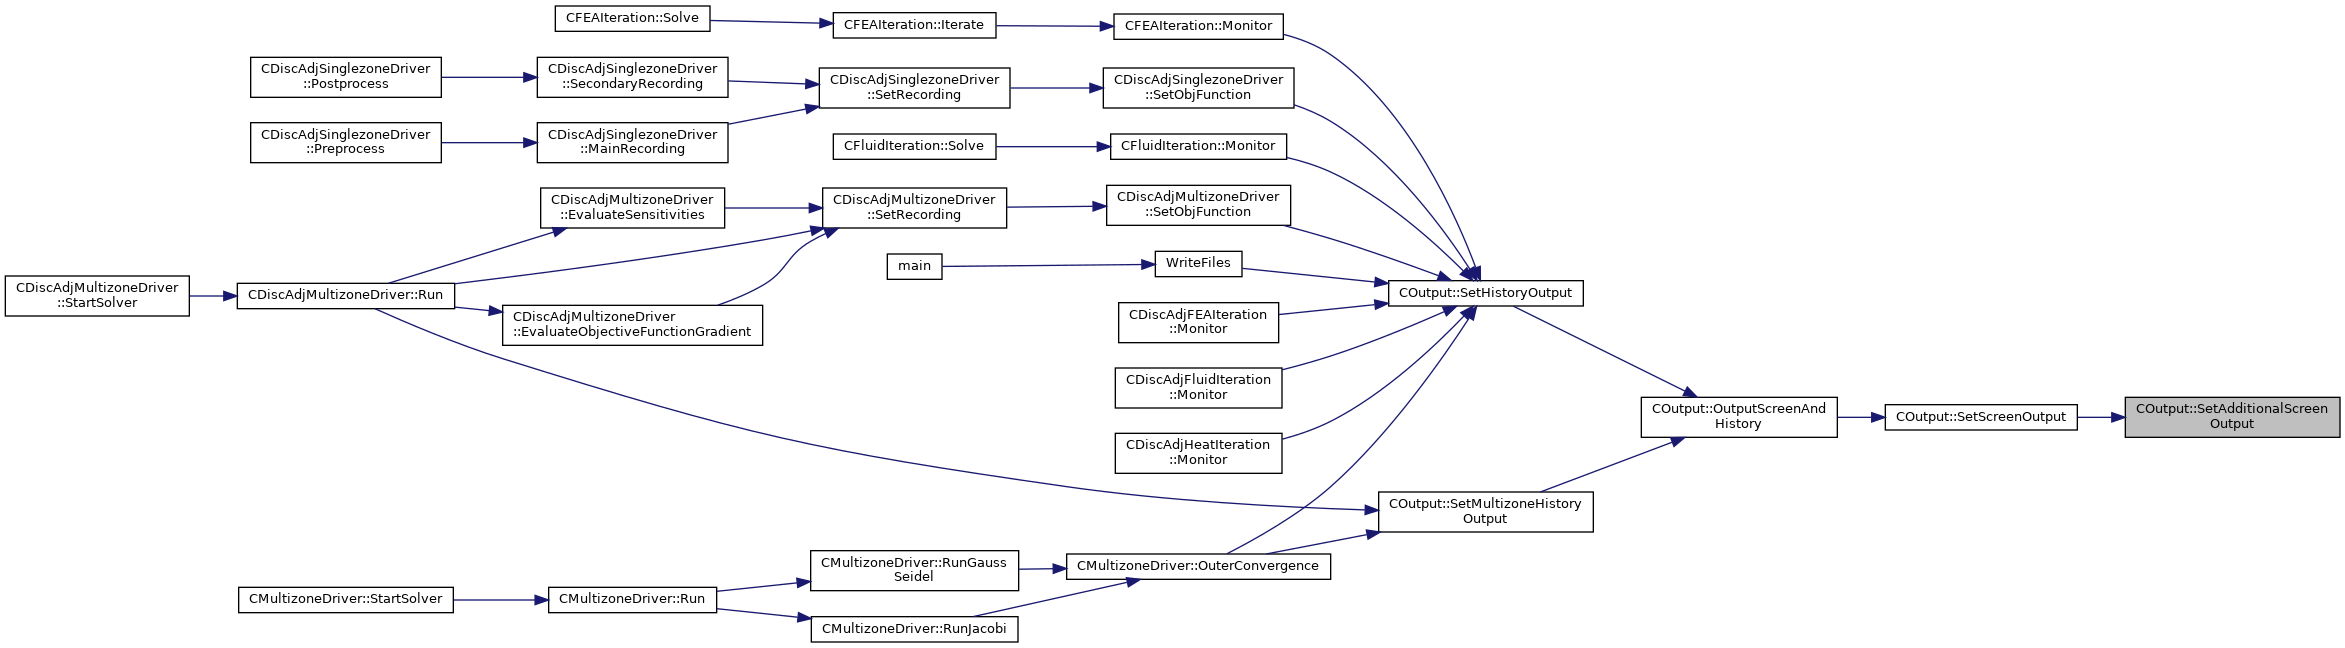 CFEAIteration::Solve
CFEAIteration::Iterate
CFEAIteration::Monitor
CDiscAdjSinglezoneDriver
::Postprocess
CDiscAdjSinglezoneDriver
::SecondaryRecording
CDiscAdjSinglezoneDriver
::SetRecording
CDiscAdjSinglezoneDriver
::SetObjFunction
CDiscAdjSinglezoneDriver
::Preprocess
CDiscAdjSinglezoneDriver
::MainRecording
CFluidIteration::Solve
CFluidIteration::Monitor
CDiscAdjMultizoneDriver
::EvaluateSensitivities
CDiscAdjMultizoneDriver
::SetRecording
CDiscAdjMultizoneDriver
::SetObjFunction
main
WriteFiles
CDiscAdjMultizoneDriver
::StartSolver
CDiscAdjMultizoneDriver::Run
CDiscAdjMultizoneDriver
::EvaluateObjectiveFunctionGradient
COutput::SetHistoryOutput
CDiscAdjFEAIteration
::Monitor
CDiscAdjFluidIteration
::Monitor
CDiscAdjHeatIteration
::Monitor
COutput::OutputScreenAnd
History
COutput::SetScreenOutput
COutput::SetAdditionalScreen
Output
COutput::SetMultizoneHistory
Output
CMultizoneDriver::OuterConvergence
CMultizoneDriver::RunGauss
Seidel
CMultizoneDriver::StartSolver
CMultizoneDriver::Run
CMultizoneDriver::RunJacobi